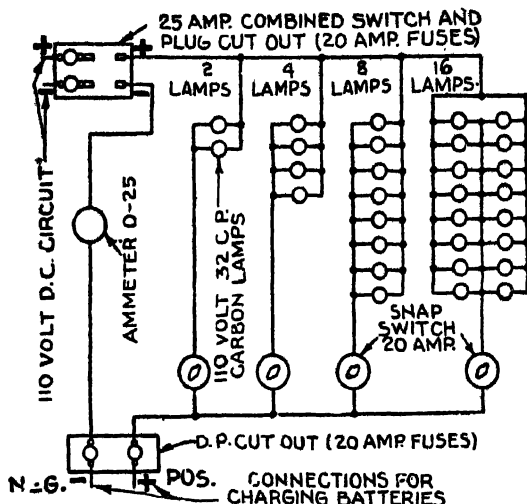 25 AMP. COMBINED SWITCH AND
PLUG CUT OUT (20 AMP. FUSES)
+ +
- -
2
LAMPS
4
LAMPS
8
LAMPS
16
LAMPS
110 VOLT D.C. CIRCUIT
AMMETER D-25
110 VOLT 32 C.P.
CARBON LAMPS
SNAP
SWITCH
20 AMP.
D.P. CUT OUT (20 AMP. FUSES)
N_=G. - + POS.
CONNECTIONS FOR
CHARGING BATTERIES